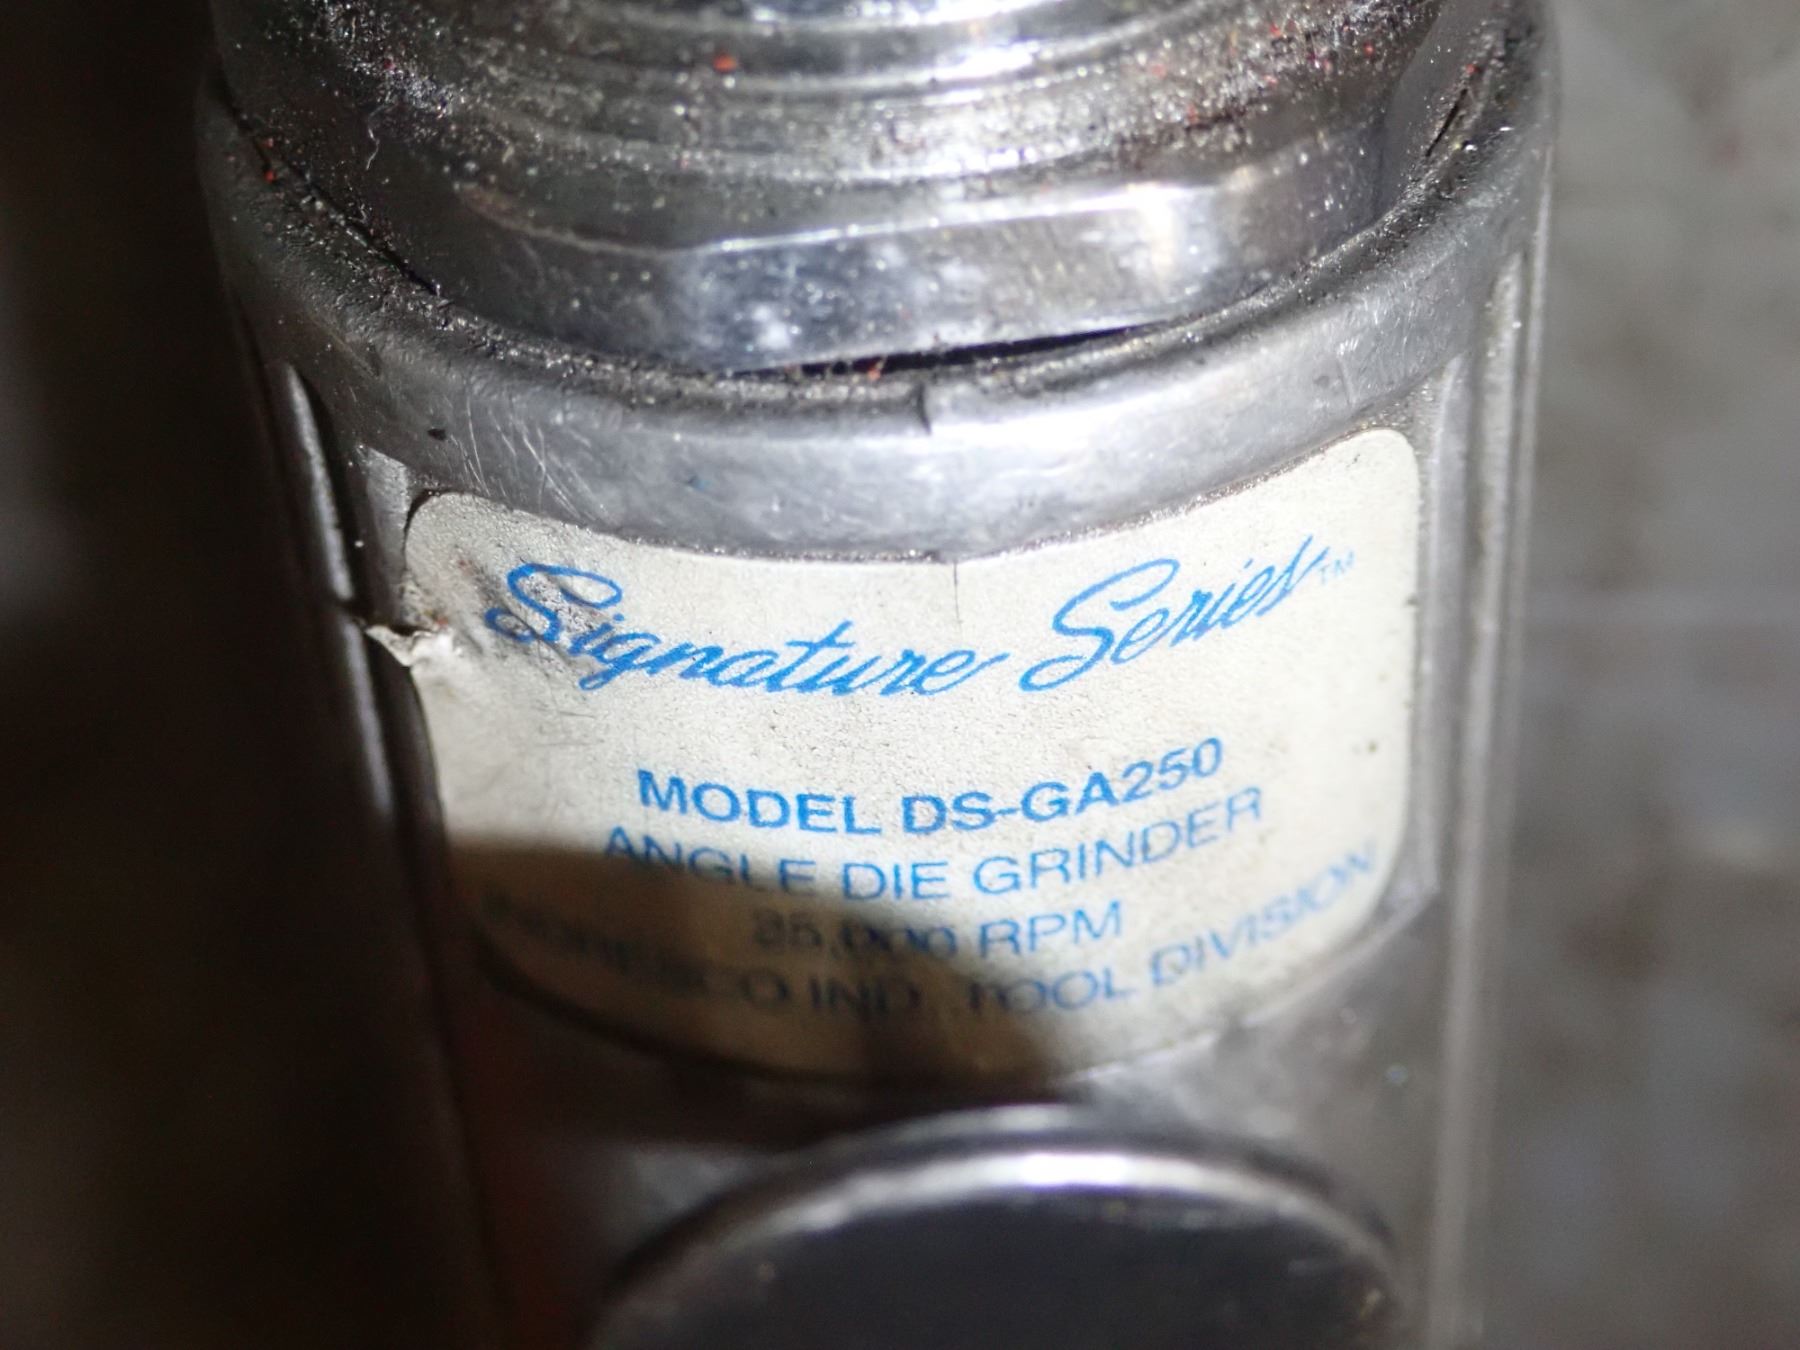 Signature Series™
MODEL DS-GA250
ANGLE DIE GRINDER
25,000 RPM
IND. TOOL DIVISION